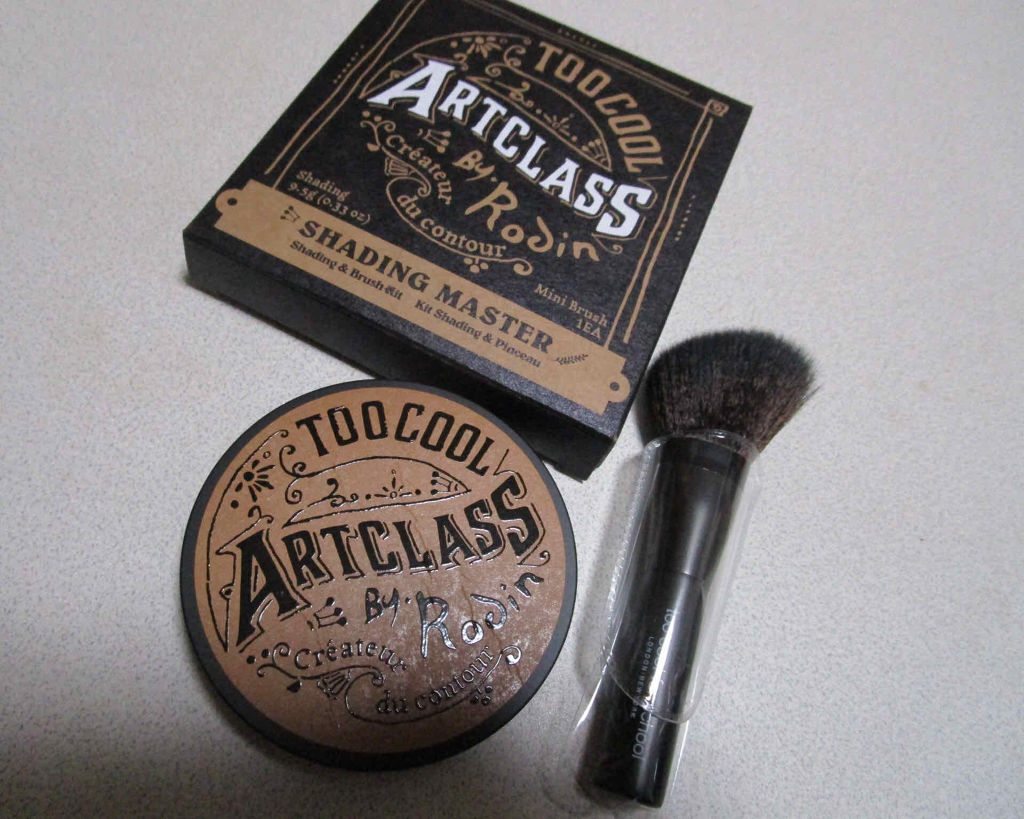 TOO COOL
ARTCLASS
By. Rodin
Créateur
du contour
Shading
9.5g (0.33 oz)
Mini Brush
1EA
SHADING MASTER
Shading & Brush Kit Kit Shading & Pinceau
TOO COOL
ARTCLASS
By. Rodin
Créateur
du contour